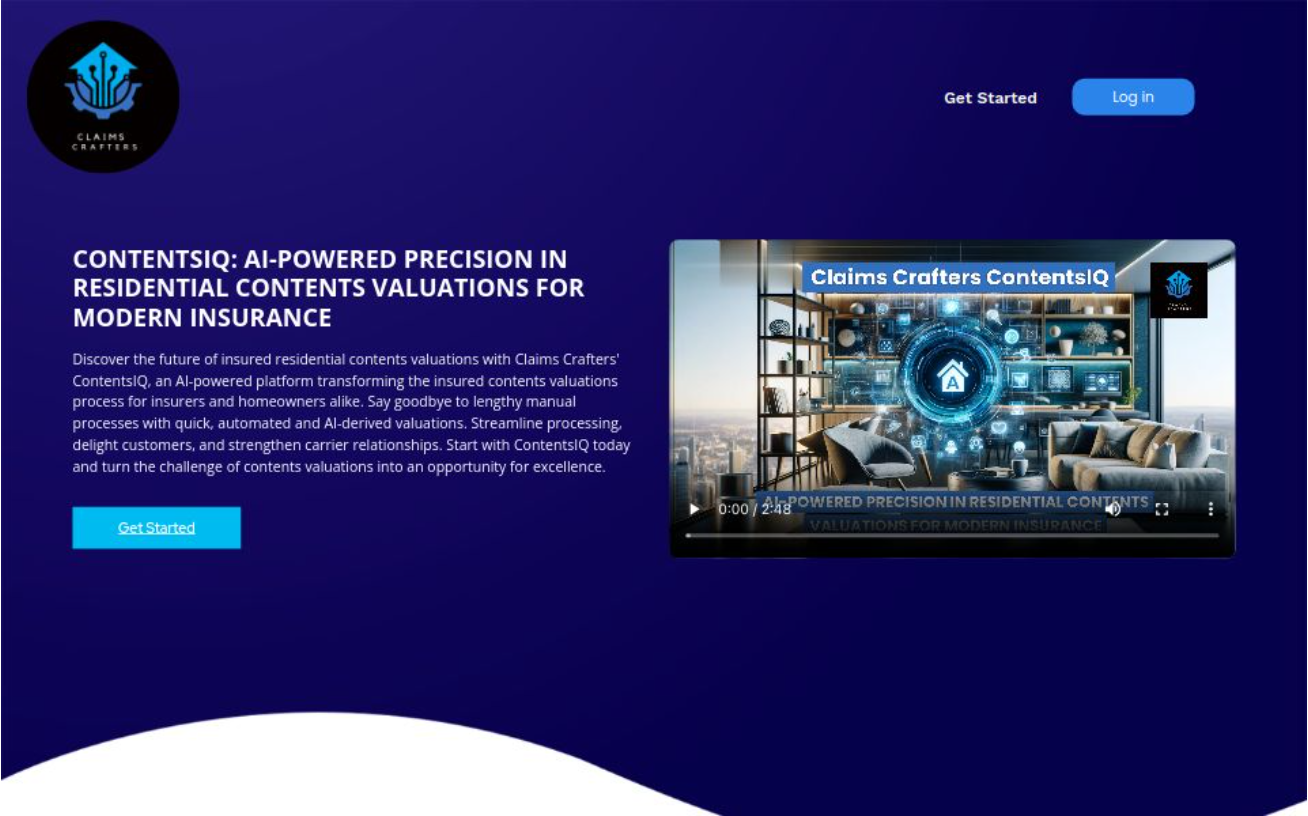 CLAIMS
CRAFTERS
Get Started
Log in
CONTENTSIQ: AI-POWERED PRECISION IN
RESIDENTIAL CONTENTS VALUATIONS FOR
MODERN INSURANCE
Discover the future of insured residential contents valuations with Claims Crafters'
ContentsIQ, an AI-powered platform transforming the insured contents valuations
process for insurers and homeowners alike. Say goodbye to lengthy manual
processes with quick, automated and AI-derived valuations. Streamline processing,
delight customers, and strengthen carrier relationships. Start with ContentsIQ today
and turn the challenge of contents valuations into an opportunity for excellence.
Get Started
Claims Crafters ContentsIQ
A
AI-POWERED PRECISION IN RESIDENTIAL CONTENTS
0:00 / 2:48
VALUATIONS FOR MODERN INSURANCE